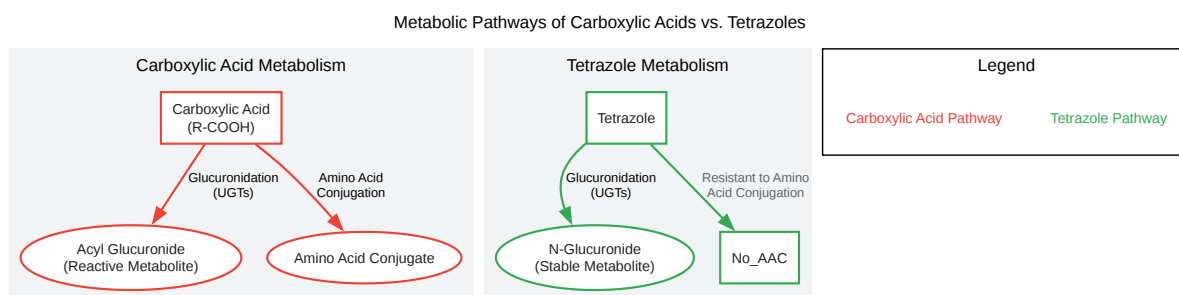 Metabolic Pathways of Carboxylic Acids vs. Tetrazoles
Carboxylic Acid Metabolism
Carboxylic Acid
(R-COOH)
Glucuronidation
(UGTs)
Amino Acid
Conjugation
Acyl Glucuronide
(Reactive Metabolite)
Amino Acid Conjugate
Tetrazole Metabolism
Tetrazole
Glucuronidation
(UGTs)
Resistant to Amino
Acid Conjugation
N-Glucuronide
(Stable Metabolite)
No_AAC
Legend
Carboxylic Acid Pathway
Tetrazole Pathway